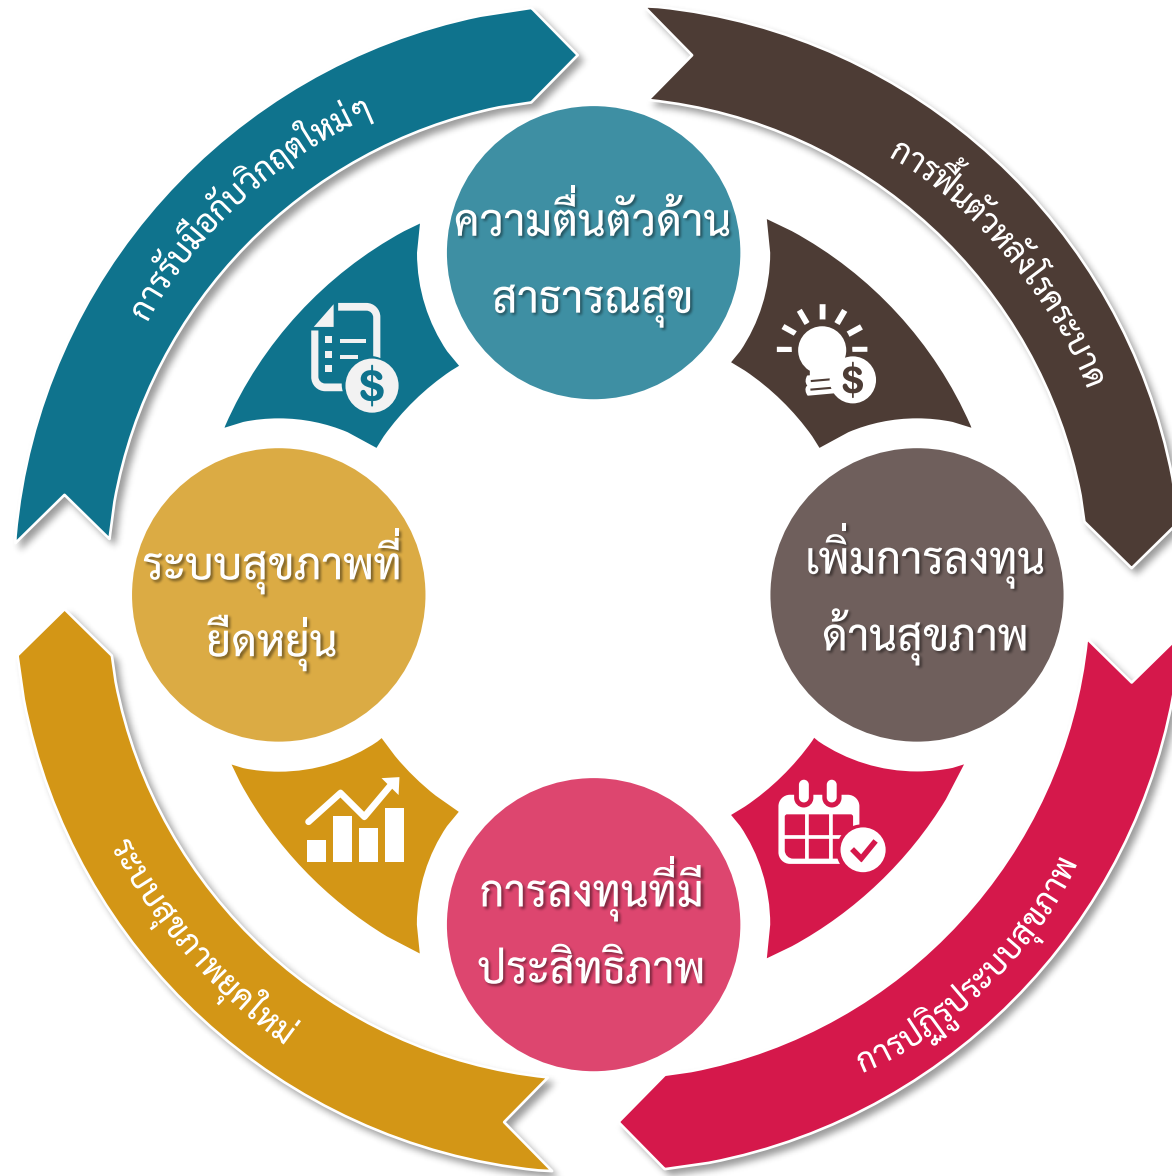 การรับมือกับวิกฤตใหม่ๆ
การฟื้นตัวหลังโรคระบาด
ความตื่นตัวด้าน
สาธารณสุข
$
$
ระบบสุขภาพที่
ยืดหยุ่น
เพิ่มการลงทุน
ด้านสุขภาพ
การลงทุนที่มี
ประสิทธิภาพ
ระบบสุขภาพยุคใหม่
การปฏิรูประบบสุขภาพ